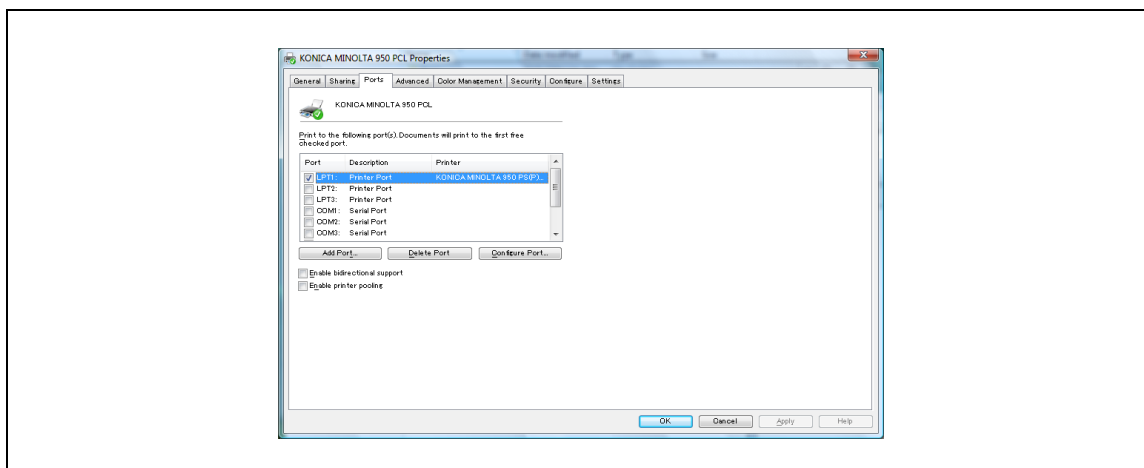 KONICA MINOLTA 950 PCL Properties
General Sharing Ports Advanced Color Management Security Configure Settings
KONICA MINOLTA 950 PCL
Print to the following port(s). Documents will print to the first free
checked port.
Port Description Printer
LPT1: Printer Port KONICA MINOLTA 950 PS(P)...
LPT2: Printer Port
LPT3: Printer Port
COM1: Serial Port
COM2: Serial Port
COM3: Serial Port
Add Port... Delete Port Configure Port...
Enable bidirectional support
Enable printer pooling
OK Cancel Apply Help